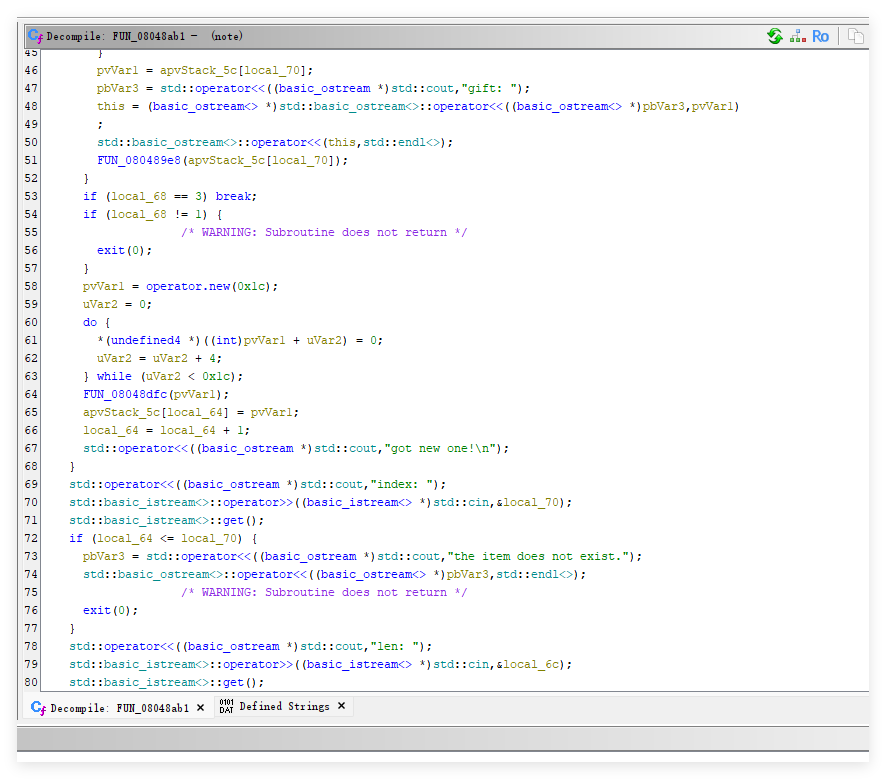 Decompile: FUN_08048ab1 - (note)
Ro
45 }
46 pvVar1 = apvStack_5c[local_70];
47 pbVar3 = std::operator<<((basic_ostream *)std::cout,"gift: ");
48 this = (basic_ostream<> *)std::basic_ostream<>::operator<<((basic_ostream<> *)pbVar3,pvVar1)
49 ;
50 std::basic_ostream<>::operator<<(this,std::endl<>);
51 FUN_080489e8(apvStack_5c[local_70]);
52 }
53 if (local_68 == 3) break;
54 if (local_68 != 1) {
55 /* WARNING: Subroutine does not return */
56 exit(0);
57 }
58 pvVar1 = operator.new(0x1c);
59 uVar2 = 0;
60 do {
61 *(undefined4 *)((int)pvVar1 + uVar2) = 0;
62 uVar2 = uVar2 + 4;
63 } while (uVar2 < 0x1c);
64 FUN_08048dfc(pvVar1);
65 apvStack_5c[local_64] = pvVar1;
66 local_64 = local_64 + 1;
67 std::operator<<((basic_ostream *)std::cout,"got new one!\n");
68 }
69 std::operator<<((basic_ostream *)std::cout,"index: ");
70 std::basic_istream<>::operator>>((basic_istream<> *)std::cin,&local_70);
71 std::basic_istream<>::get();
72 if (local_64 <= local_70) {
73 pbVar3 = std::operator<<((basic_ostream *)std::cout,"the item does not exist.");
74 std::basic_ostream<>::operator<<((basic_ostream<> *)pbVar3,std::endl<>);
75 /* WARNING: Subroutine does not return */
76 exit(0);
77 }
78 std::operator<<((basic_ostream *)std::cout,"len: ");
79 std::basic_istream<>::operator>>((basic_istream<> *)std::cin,&local_6c);
80 std::basic_istream<>::get();
Decompile: FUN_08048ab1 × 0101 DAT Defined Strings ×